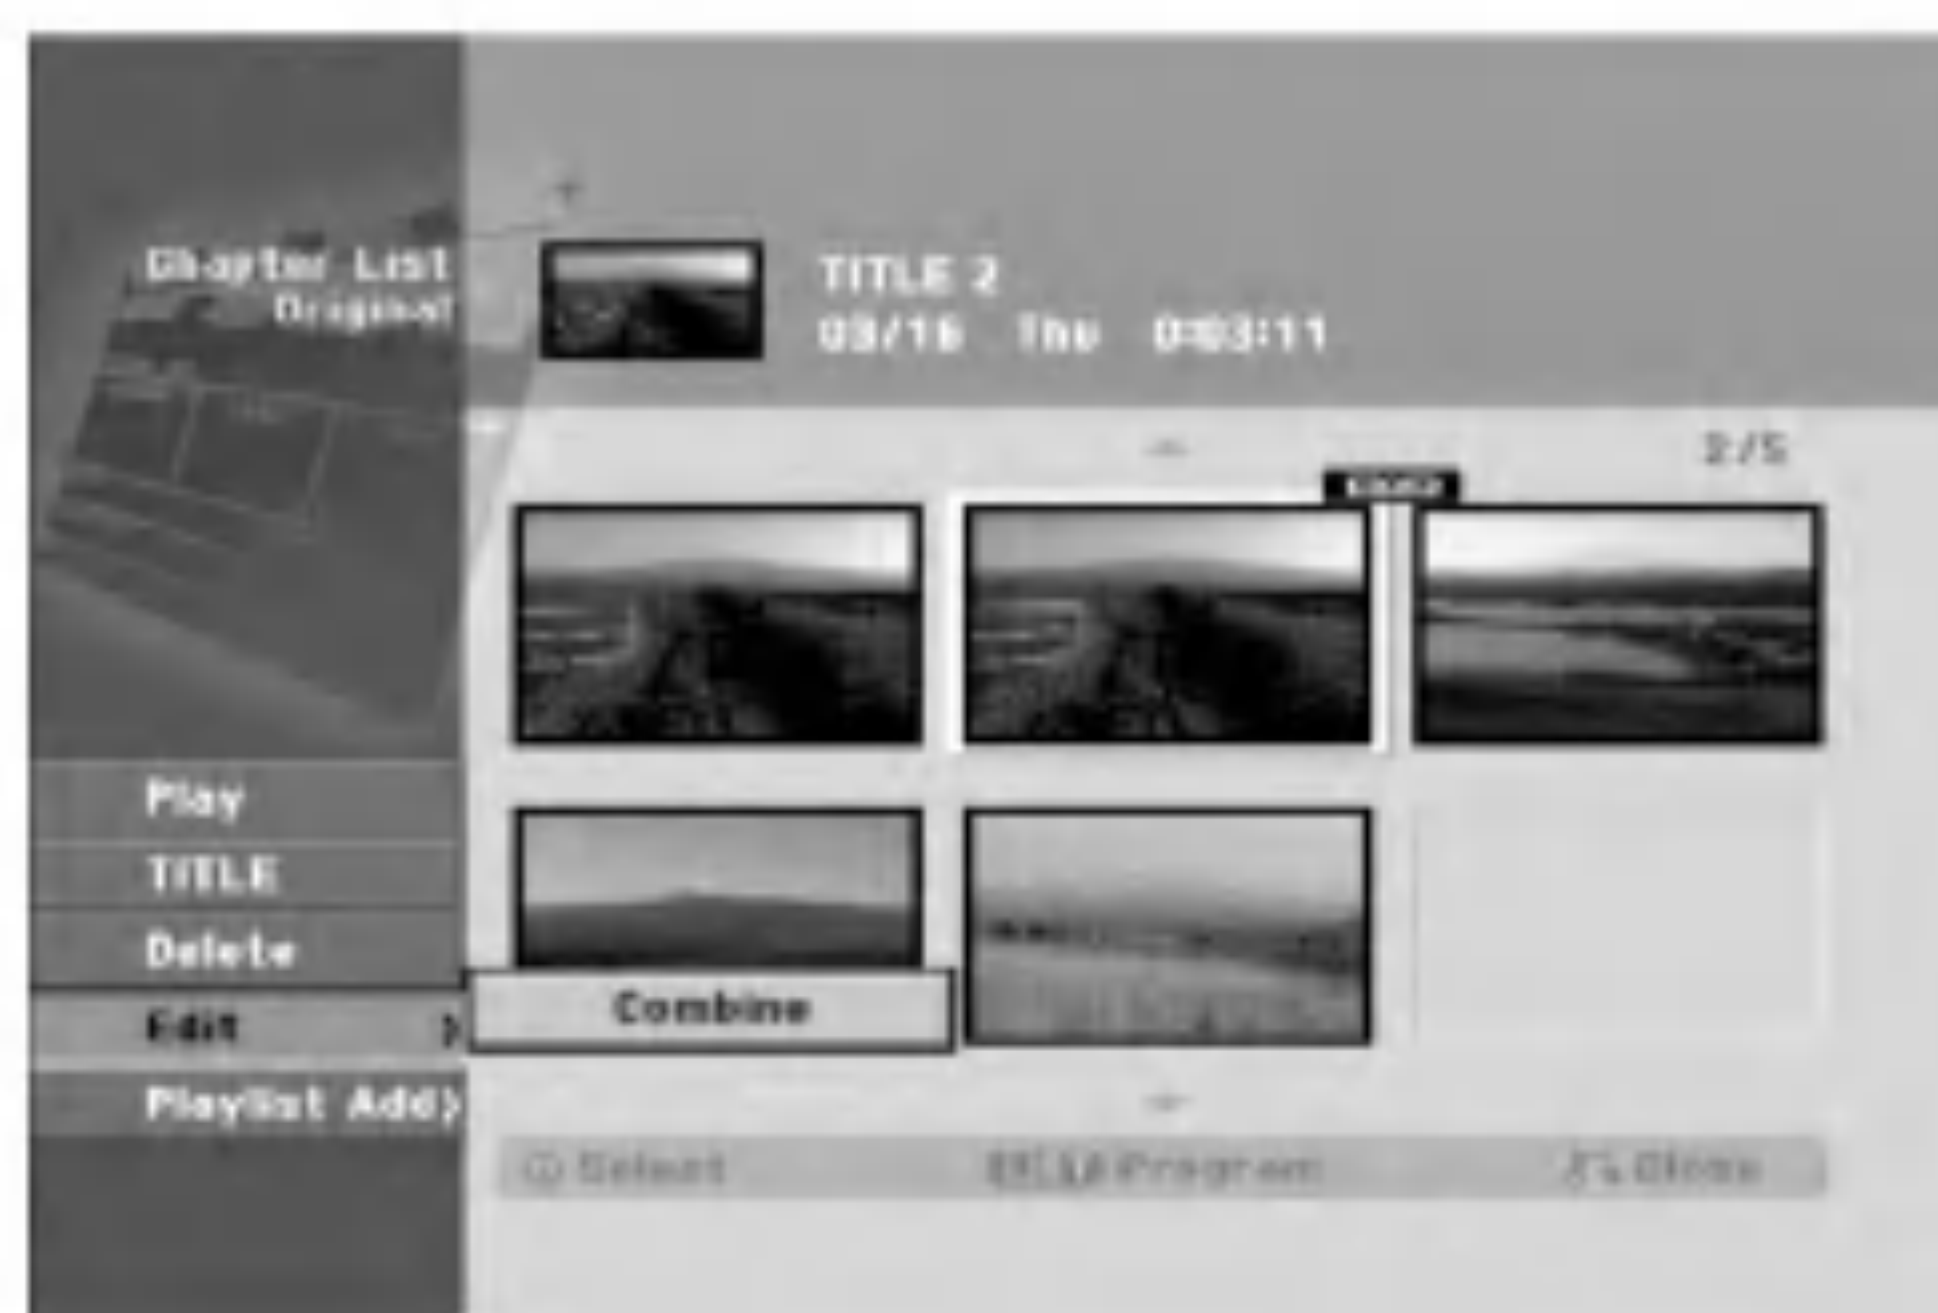 Chapter List
Original
TITLE 2
03/16 Thu 0:03:11
2/5
Play
TITLE
Delete
Edit
Combine
Playlist Add
Select
Program
Close